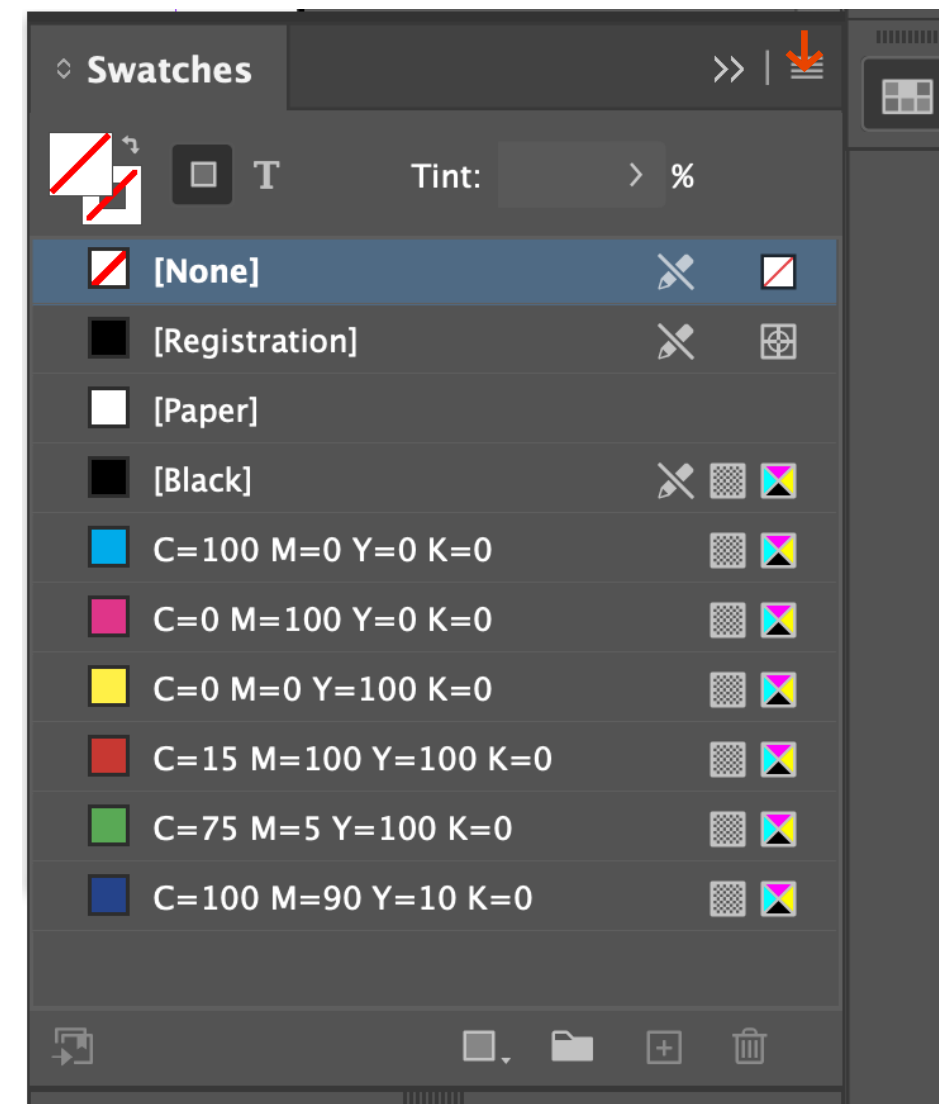 Swatches
T Tint: %
[None]
[Registration]
[Paper]
[Black]
C=100 M=0 Y=0 K=0
C=0 M=100 Y=0 K=0
C=0 M=0 Y=100 K=0
C=15 M=100 Y=100 K=0
C=75 M=5 Y=100 K=0
C=100 M=90 Y=10 K=0